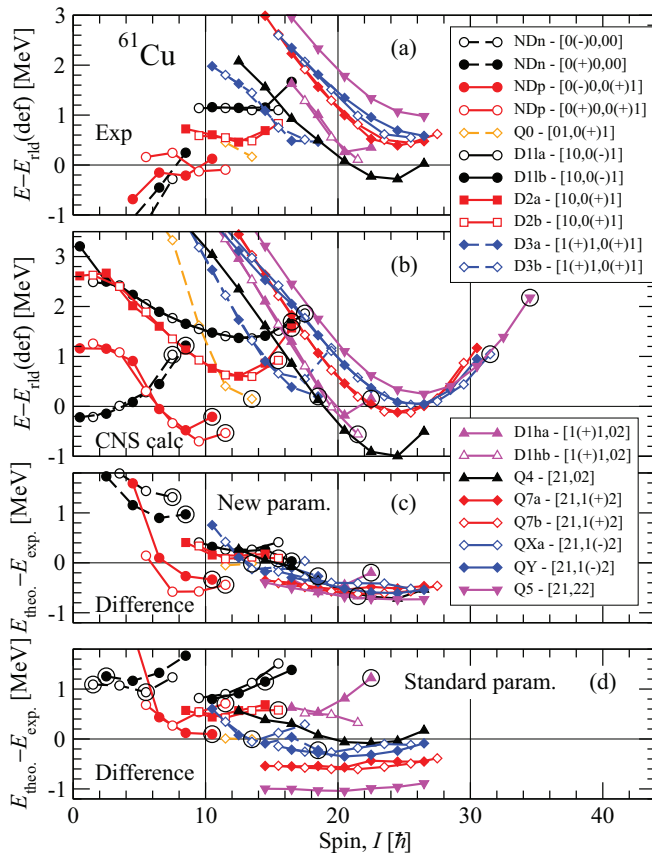 3
2
1
0
-1
E−E_rld(def) [MeV]
⁶¹Cu
(a)
Exp
NDn - [0(-)0,00]
NDn - [0(+)0,00]
NDp - [0(-)0,0(+)1]
NDp - [0(+)0,0(+)1]
Q0 - [01,0(+)1]
D1la - [10,0(-)1]
D1lb - [10,0(-)1]
D2a - [10,0(+)1]
D2b - [10,0(+)1]
D3a - [1(+)1,0(+)1]
D3b - [1(+)1,0(+)1]
3
2
1
0
-1
E−E_rld(def) [MeV]
(b)
CNS calc
D1ha - [1(+)1,02]
D1hb - [1(+)1,02]
Q4 - [21,02]
Q7a - [21,1(+)2]
Q7b - [21,1(+)2]
QXa - [21,1(-)2]
QY - [21,1(-)2]
Q5 - [21,22]
1
0
-1
E_theo.−E_exp. [MeV]
New param.
(c)
Difference
1
0
-1
E_theo.−E_exp. [MeV]
Standard param.
(d)
Difference
0
10
20
30
40
Spin, I [ħ]